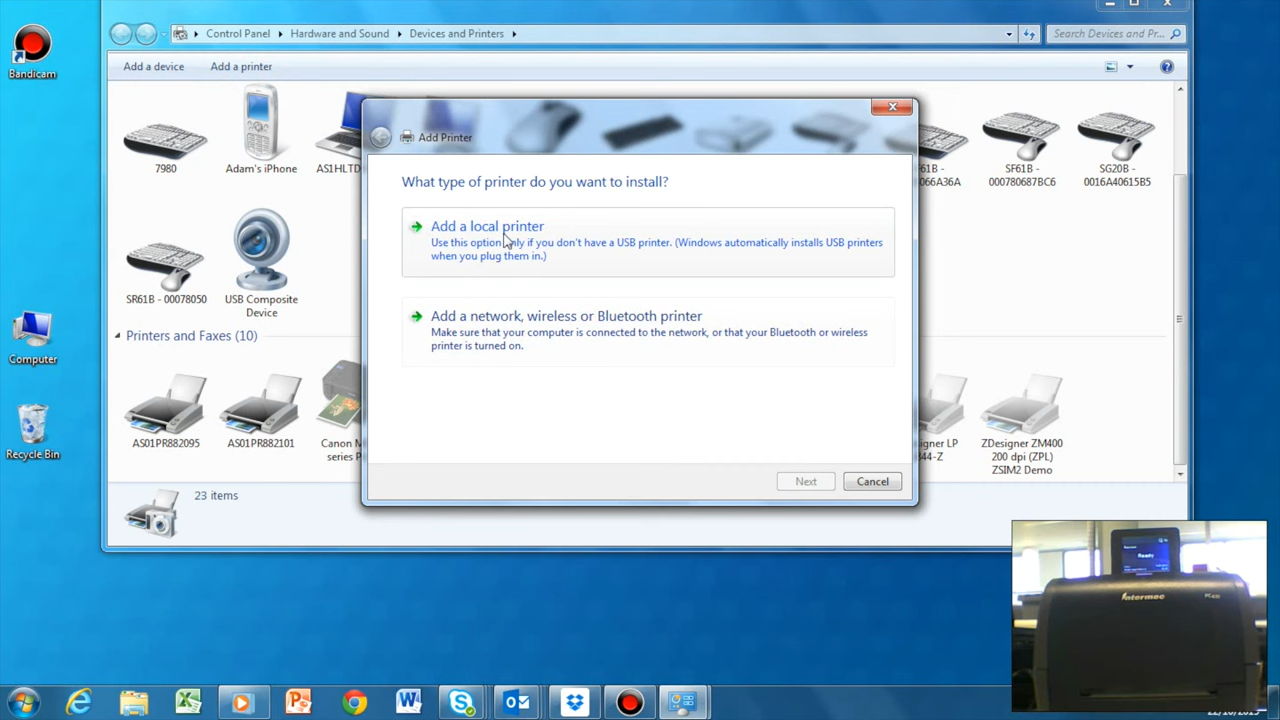 Bandicam
Control Panel
Hardware and Sound
Devices and Printers
Search Devices and Pr...
Add a device
Add a printer
Add Printer
What type of printer do you want to install?
Add a local printer
Use this option only if you don't have a USB printer. (Windows automatically installs USB printers
when you plug them in.)
Add a network, wireless or Bluetooth printer
Make sure that your computer is connected to the network, or that your Bluetooth or wireless
printer is turned on.
Next
Cancel
7980
Adam's iPhone
AS1HLTD
SF61B -
000780687BC6
SG20B -
0016A40615B5
SR61B - 00078050
USB Composite
Device
Computer
Printers and Faxes (10)
AS01PR882095
AS01PR882101
Canon M
series P
ZDesigner ZM400
200 dpi (ZPL)
ZSIM2 Demo
Recycle Bin
23 items
Ready
Intermec